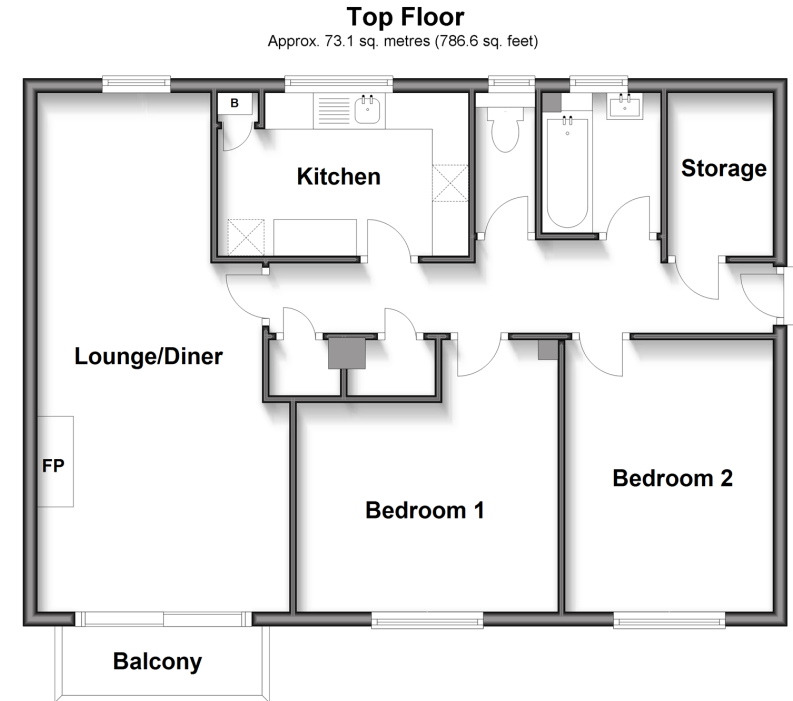 Top Floor
Approx. 73.1 sq. metres (786.6 sq. feet)
B
Kitchen
Storage
Lounge/Diner
FP
Bedroom 1
Bedroom 2
Balcony